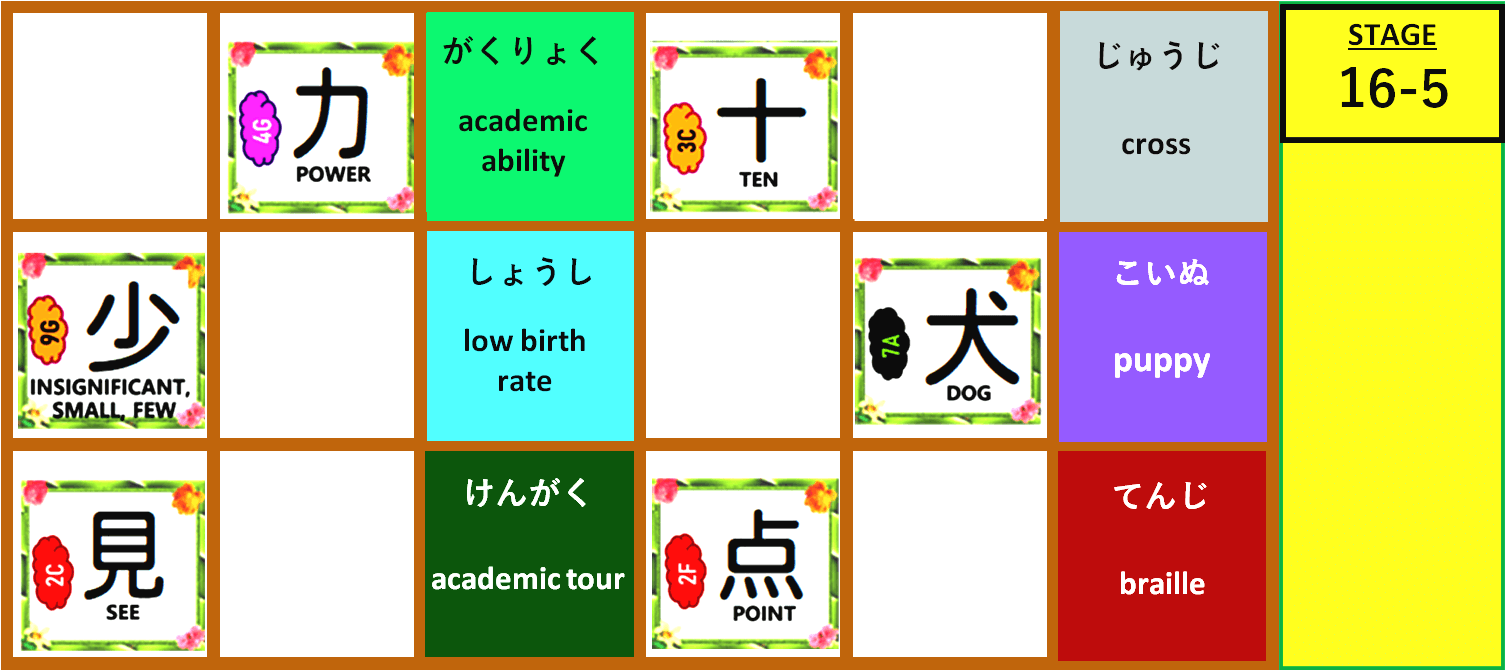 4G
力
POWER
がくりょく
academic
ability
3C
十
TEN
じゅうじ
cross
STAGE
16-5
9G
少
INSIGNIFICANT,
SMALL, FEW
しょうし
low birth
rate
7A
犬
DOG
こいぬ
puppy
2C
見
SEE
けんがく
academic tour
2F
点
POINT
てんじ
braille